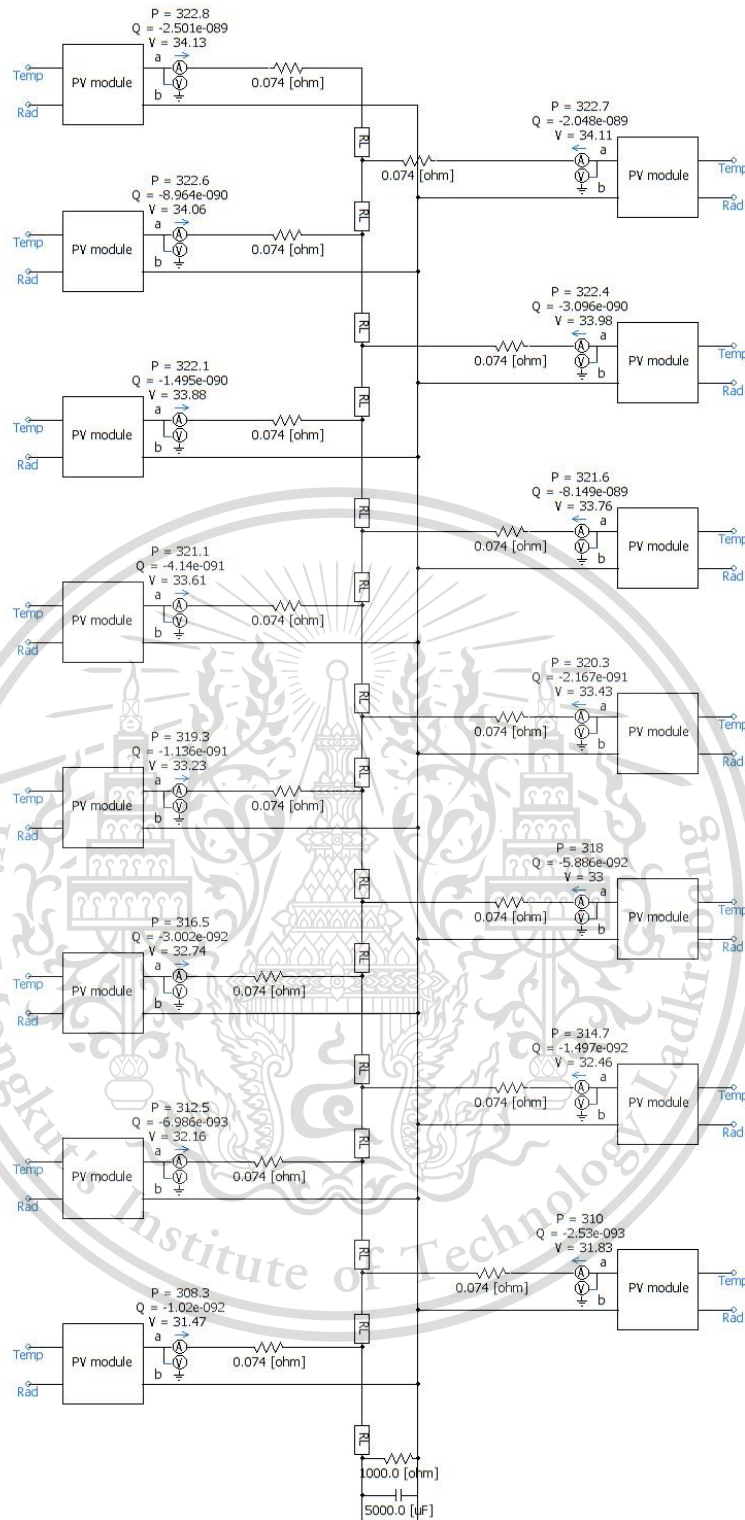 P = 322.8
Q = -2.501e-089
V = 34.13
Temp
Rad
PV module
a
A
V
b
0.074 [ohm]
RL
P = 322.7
Q = -2.048e-089
V = 34.11
a
A
V
b
0.074 [ohm]
PV module
Temp
Rad
P = 322.6
Q = -8.964e-090
V = 34.06
Temp
Rad
PV module
a
A
V
b
0.074 [ohm]
RL
P = 322.4
Q = -3.096e-090
V = 33.98
a
A
V
b
0.074 [ohm]
PV module
Temp
Rad
RL
P = 322.1
Q = -1.495e-090
V = 33.88
Temp
Rad
PV module
a
A
V
b
0.074 [ohm]
RL
P = 321.6
Q = -8.149e-089
V = 33.76
a
A
V
b
0.074 [ohm]
PV module
Temp
Rad
RL
P = 321.1
Q = -4.14e-091
V = 33.61
Temp
Rad
PV module
a
A
V
b
0.074 [ohm]
RL
P = 320.3
Q = -2.167e-091
V = 33.43
a
A
V
b
0.074 [ohm]
PV module
Temp
Rad
RL
P = 319.3
Q = -1.136e-091
V = 33.23
Temp
Rad
PV module
a
A
V
b
0.074 [ohm]
RL
P = 318
Q = -5.886e-092
V = 33
a
A
V
b
0.074 [ohm]
PV module
Temp
Rad
RL
P = 316.5
Q = -3.002e-092
V = 32.74
Temp
Rad
PV module
a
A
V
b
0.074 [ohm]
RL
P = 314.7
Q = -1.497e-092
V = 32.46
a
A
V
b
0.074 [ohm]
PV module
Temp
Rad
RL
P = 312.5
Q = -6.986e-093
V = 32.16
Temp
Rad
PV module
a
A
V
b
0.074 [ohm]
RL
P = 310
Q = -2.53e-093
V = 31.83
a
A
V
b
0.074 [ohm]
PV module
Temp
Rad
RL
P = 308.3
Q = -1.02e-092
V = 31.47
Temp
Rad
PV module
a
A
V
b
0.074 [ohm]
RL
RL
1000.0 [ohm]
5000.0 [uF]
ngkut's Institute of Technology Ladkrabang